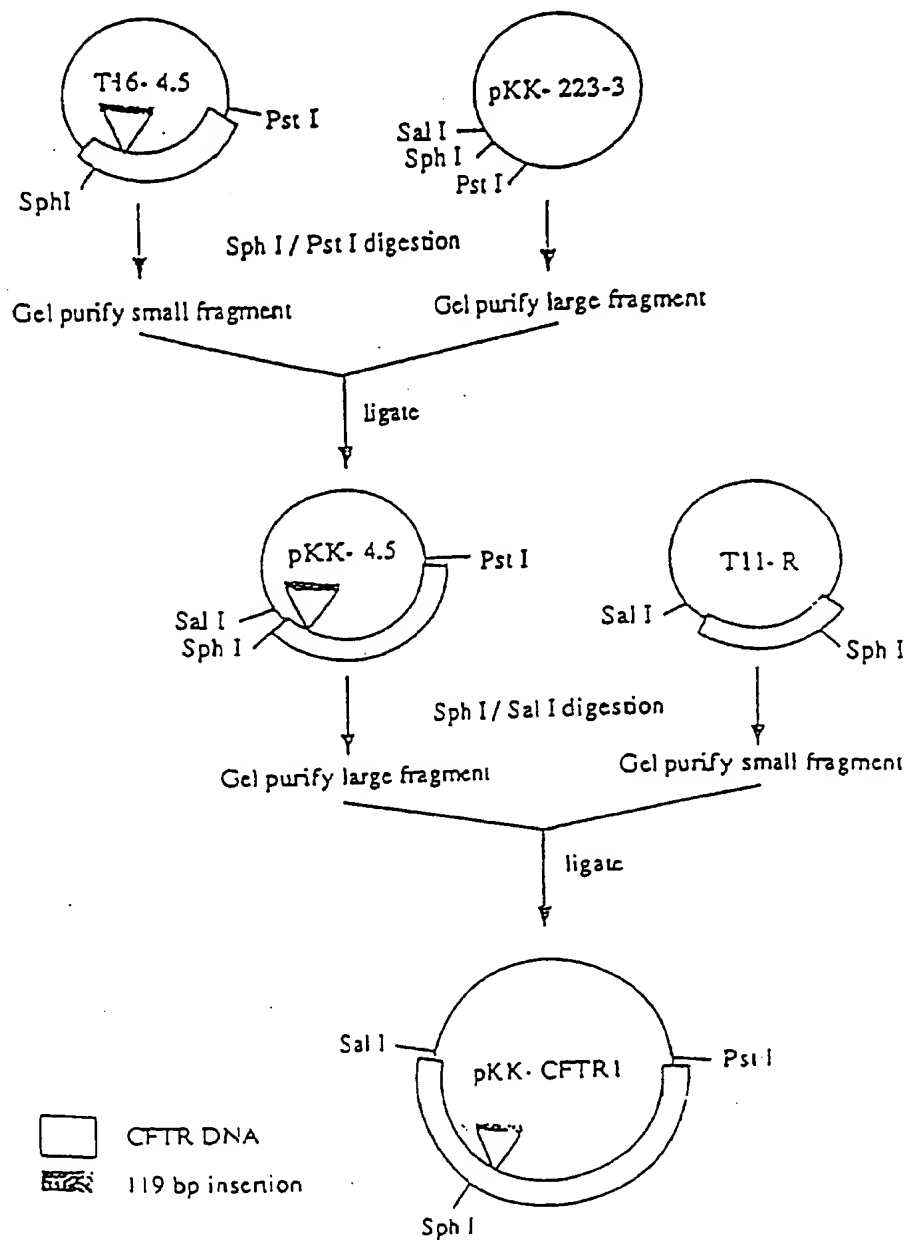 T16-4.5
Pst I
SphI
pKK-223-3
Sal I
Sph I
Pst I
Sph I / Pst I digestion
Gel purify small fragment
Gel purify large fragment
ligate
pKK-4.5
Pst I
Sal I
Sph I
T11-R
Sal I
Sph I
Sph I / Sal I digestion
Gel purify large fragment
Gel purify small fragment
ligate
Sal I
pKK-CFTR1
Pst I
Sph I
CFTR DNA
119 bp insertion